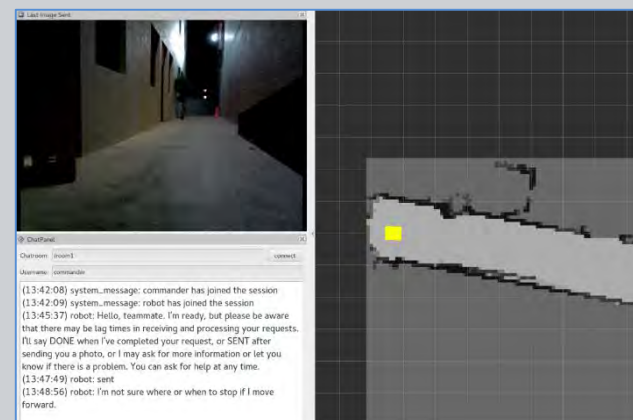 Last Image Sent
ChatPanel
Chatroom: /room1
connect
Username: commander
(13:42:08) system_message: commander has joined the session
(13:42:09) system_message: robot has joined the session
(13:45:37) robot: Hello, teammate. I'm ready, but please be aware
that there may be lag times in receiving and processing your requests.
I'll say DONE when I've completed your request, or SENT after
sending you a photo, or I may ask for more information or let you
know if there is a problem. You can ask for help at any time.
(13:47:49) robot: sent
(13:48:56) robot: I'm not sure where or when to stop if I move
forward.